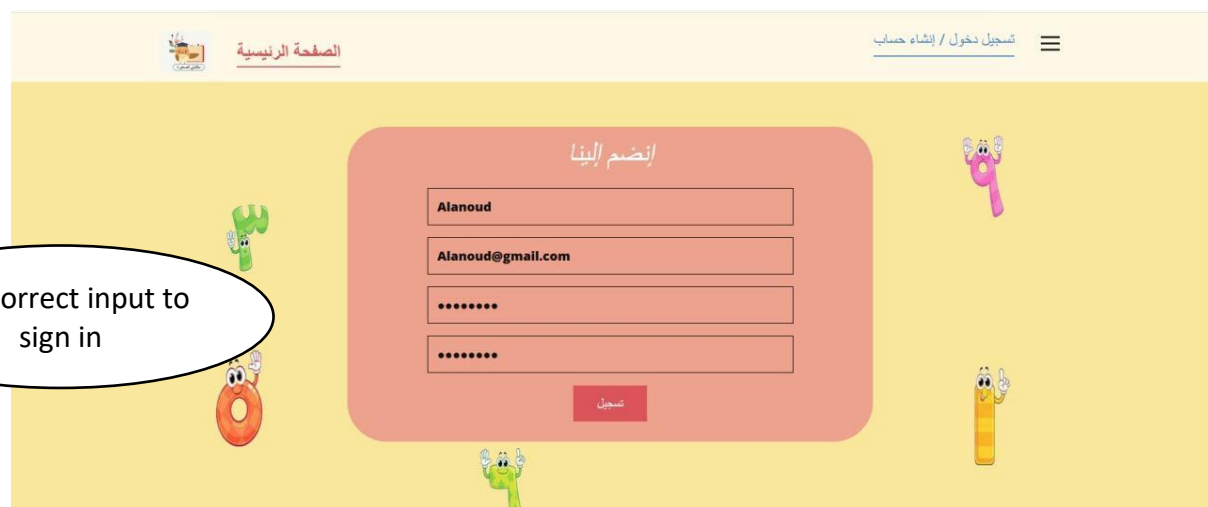 تسجيل دخول / إنشاء حساب
الصفحة الرئيسية
إنضم إلينا
Alanoud
Alanoud@gmail.com
••••••••
••••••••
تسجيل
orrect input to
sign in